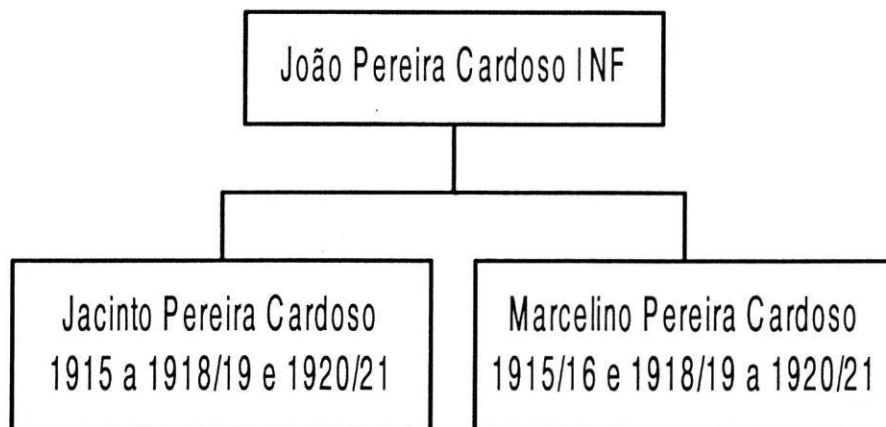 João Pereira Cardoso INF
Jacinto Pereira Cardoso
1915 a 1918/19 e 1920/21
Marcelino Pereira Cardoso
1915/16 e 1918/19 a 1920/21